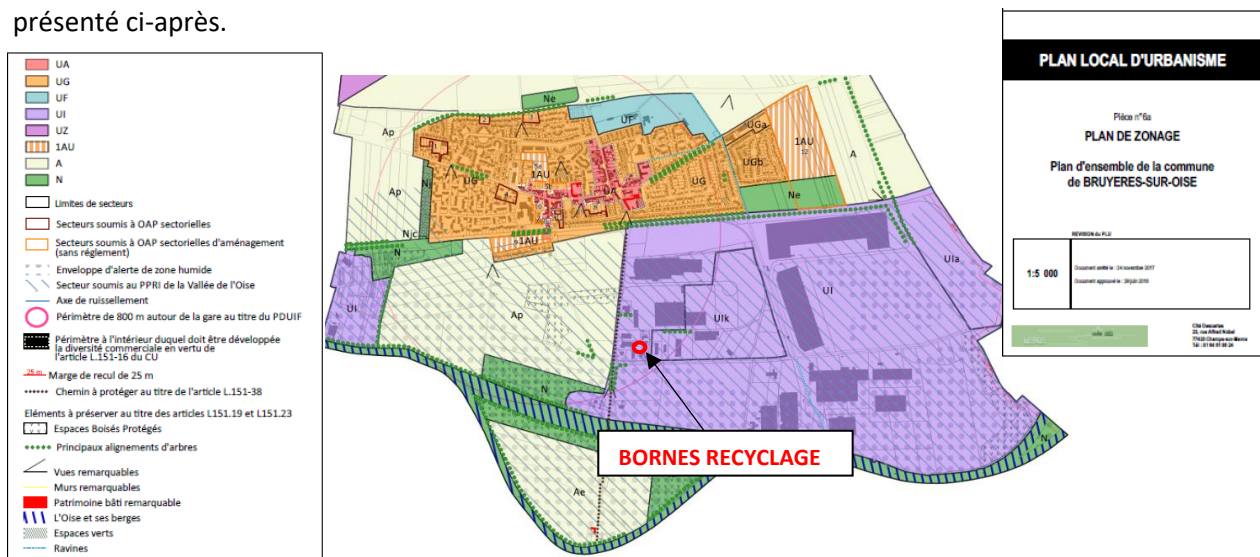 présenté ci-après.
UA
UG
UF
UI
UZ
1AU
A
N
Limites de secteurs
Secteurs soumis à OAP sectorielles
Secteurs soumis à OAP sectorielles d'aménagement
(sans réglement)
Enveloppe d'alerte de zone humide
Secteur soumis au PPRI de la Vallée de l'Oise
Axe de ruissellement
Périmètre de 800 m autour de la gare au titre du PDUIF
Périmètre à l'intérieur duquel doit être développée
la diversité commerciale en vertu de
l'article L.151-16 du CU
25 m Marge de recul de 25 m
Chemin à protéger au titre de l'article L.151-38
Eléments à préserver au titre des articles L151.19 et L151.23
Espaces Boisés Protégés
Principaux alignements d'arbres
Vues remarquables
Murs remarquables
Patrimoine bâti remarquable
L'Oise et ses berges
Espaces verts
Ravines
Ne
Ap
UF
UGa
1AU
12
A
UGb
1AU
Ap
Nj
UG
UA
UG
Ne
Njc
N
1AU
UIa
UI
UI
Ap
UIk
N
BORNES RECYCLAGE
N
Ae
PLAN LOCAL D'URBANISME
Pièce n°6a
PLAN DE ZONAGE
Plan d'ensemble de la commune
de BRUYERES-SUR-OISE
REVISION du PLU
1:5 000
Document arrêté le : 24 novembre 2017